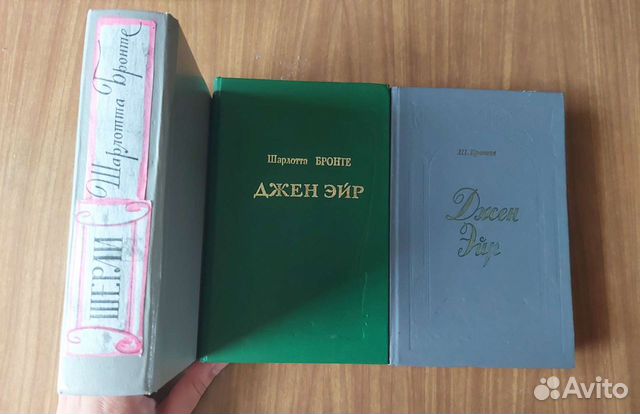 Шарлотта Бронте
ШЕРЛИ
Шарлотта БРОНТЕ
ДЖЕН ЭЙР
Ш. Бронте
Джен
Эйр
Avito